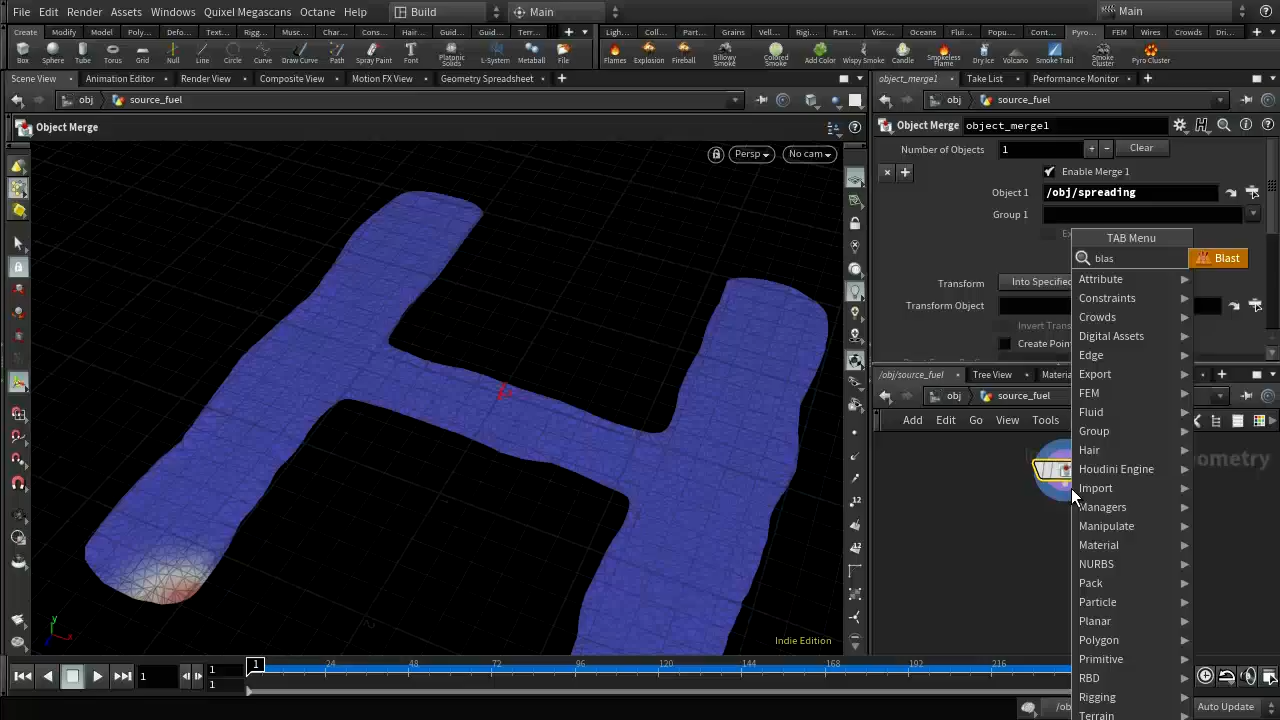 File Edit Render Assets Windows Quixel Megascans Octane Help Build Main Main
Create Modify Model Poly... Defo... Text... Rigg... Musc... Char... Cons... Hair... Guid... Guid... Terr... Ligh... Coll... Part... Grains Vell... Rigi... Part... Visc... Oceans Flui... Popu... Cont... Pyro... FEM Wires Crowds Dri...
Box Sphere Tube Torus Grid Null Line Circle Curve Draw Curve Path Spray Paint Font Platonic Solids L-System Metaball File Flames Explosion Fireball Billowy Smoke Colored Smoke Add Color Wispy Smoke Candle Smokeless Flame Dry Ice Volcano Smoke Trail Smoke Cluster Pyro Cluster
Scene View Animation Editor Render View Composite View Motion FX View Geometry Spreadsheet
object_merge1 Take List Performance Monitor
obj source_fuel
obj source_fuel
Object Merge
Object Merge object_merge1
Persp No cam
Number of Objects 1 Clear
Enable Merge 1
Object 1 /obj/spreading
Group 1
Transform Into Specified
Transform Object
Invert Trans
Create Point
TAB Menu
blas Blast
Attribute
Constraints
Crowds
Digital Assets
Edge
Export
FEM
Fluid
Group
Hair
Houdini Engine
Import
Managers
Manipulate
Material
NURBS
Pack
Particle
Planar
Polygon
Primitive
RBD
Rigging
Terrain
/obj/source_fuel Tree View Materia
obj source_fuel
Add Edit Go View Tools
ometry
12
12
y
Indie Edition
1 24 48 72 96 120 144 168 192 216
1 1
1
/ob Auto Update